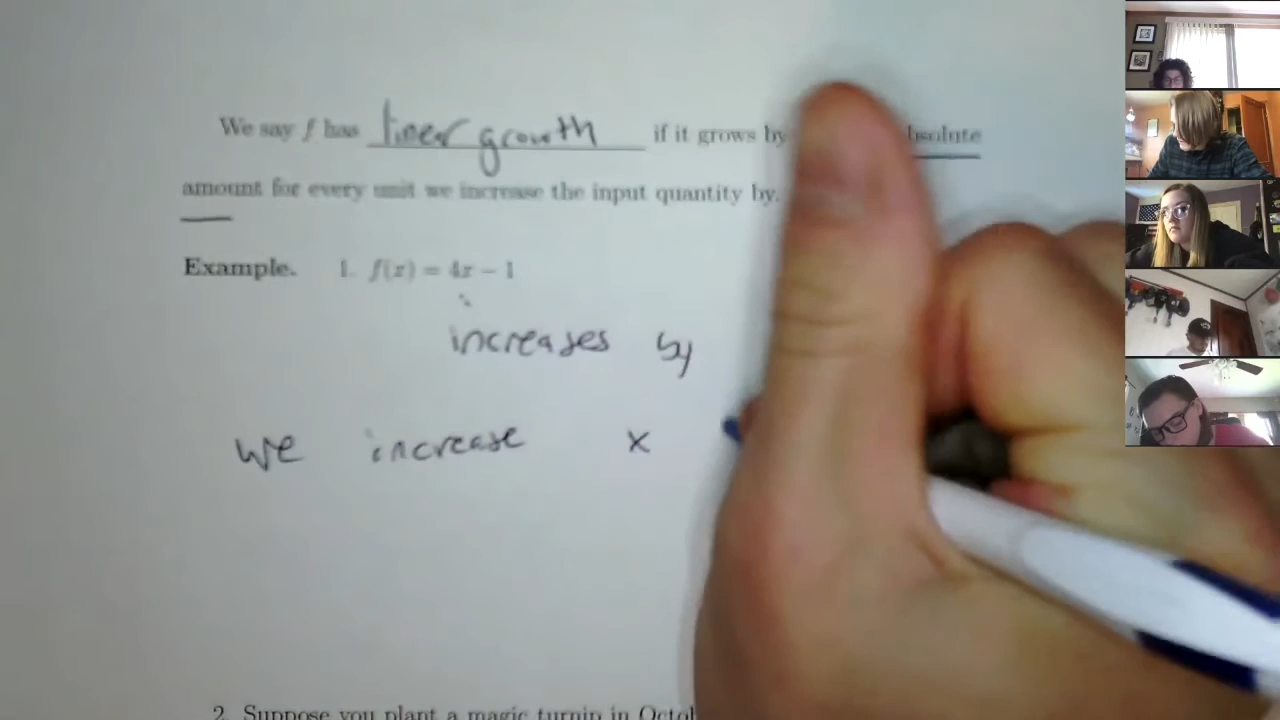 We say f has linear growth if it grows by
amount for every unit we increase the input quantity by.
Example. 1. f(x) = 4x − 1
increases by
we increase x
2. Suppose you plant a magic turnip in